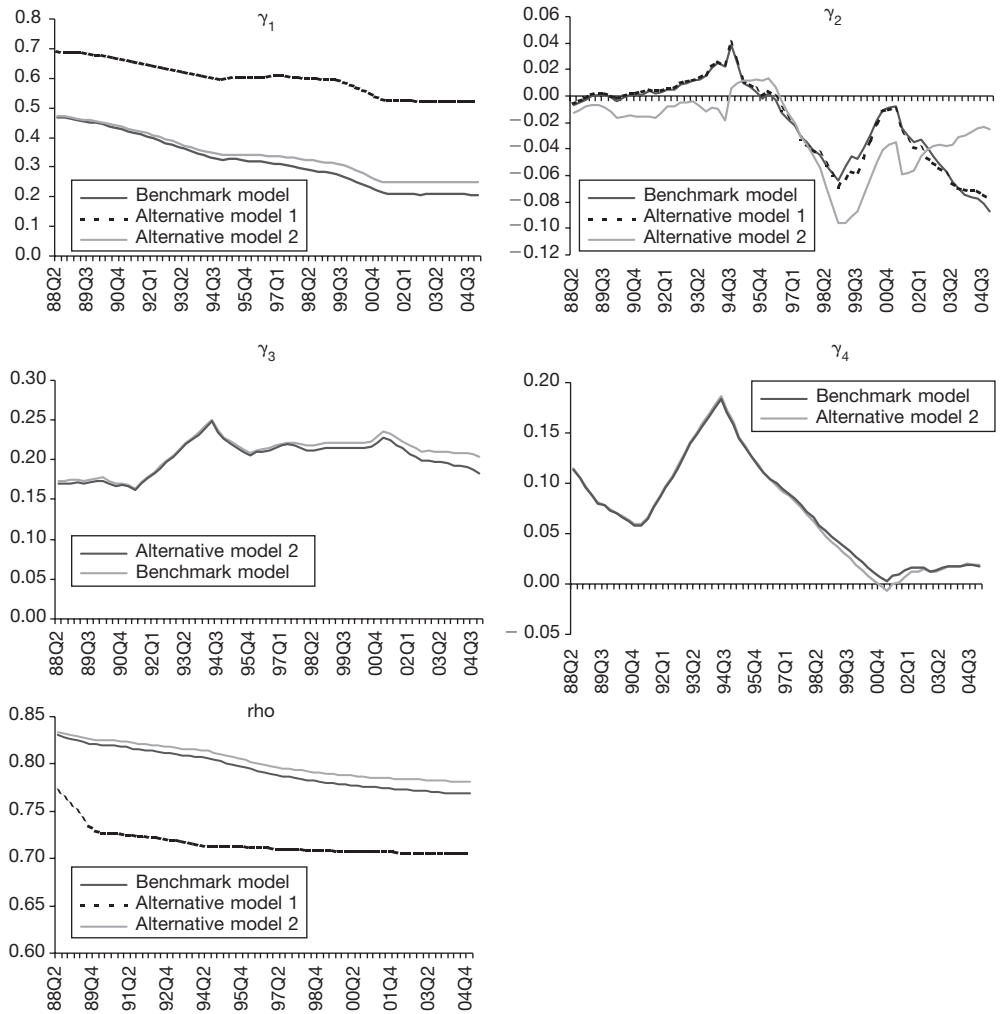 γ1
0.8
0.7
0.6
0.5
0.4
0.3
0.2
0.1
0.0
Benchmark model
Alternative model 1
Alternative model 2
88Q2
89Q3
90Q4
92Q1
93Q2
94Q3
95Q4
97Q1
98Q2
99Q3
00Q4
02Q1
03Q2
04Q3
γ2
0.06
0.04
0.02
0.00
−0.02
−0.04
−0.06
−0.08
−0.10
−0.12
Benchmark model
Alternative model 1
Alternative model 2
88Q2
89Q3
90Q4
92Q1
93Q2
94Q3
95Q4
97Q1
98Q2
99Q3
00Q4
02Q1
03Q2
04Q3
γ3
0.30
0.25
0.20
0.15
0.10
0.05
0.00
Alternative model 2
Benchmark model
88Q2
89Q3
90Q4
92Q1
93Q2
94Q3
95Q4
97Q1
98Q2
99Q3
00Q4
02Q1
03Q2
04Q3
γ4
0.20
0.15
0.10
0.05
0.00
−0.05
Benchmark model
Alternative model 2
88Q2
89Q3
90Q4
92Q1
93Q2
94Q3
95Q4
97Q1
98Q2
99Q3
00Q4
02Q1
03Q2
04Q3
rho
0.85
0.80
0.75
0.70
0.65
0.60
Benchmark model
Alternative model 1
Alternative model 2
88Q2
89Q4
91Q2
92Q4
94Q2
95Q4
97Q2
98Q4
00Q2
01Q4
03Q2
04Q4